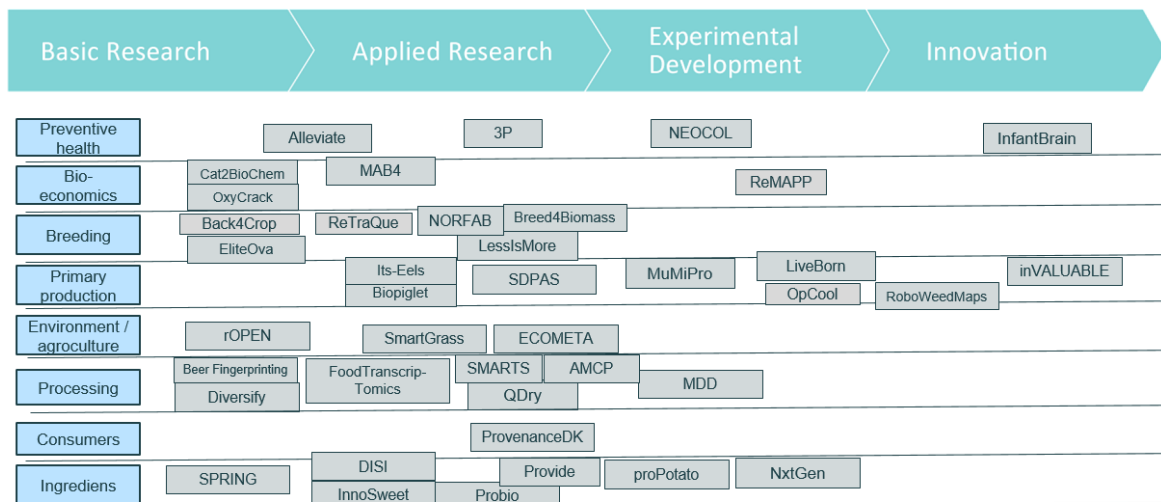 Basic Research
Applied Research
Experimental
Development
Innovation
Preventive
health
Alleviate
3P
NEOCOL
InfantBrain
Bio-
economics
Cat2BioChem
MAB4
OxyCrack
ReMAPP
Breeding
Back4Crop
ReTraQue
NORFAB
Breed4Biomass
EliteOva
LessIsMore
Primary
production
Its-Eels
Biopiglet
SDPAS
MuMiPro
LiveBorn
inVALUABLE
OpCool
RoboWeedMaps
Environment /
agroculture
rOPEN
SmartGrass
ECOMETA
Processing
Beer Fingerprinting
FoodTranscrip-
Tomics
SMARTS
AMCP
MDD
Diversify
QDry
Consumers
ProvenanceDK
Ingrediens
SPRING
DISI
Provide
proPotato
NxtGen
InnoSweet
Probio